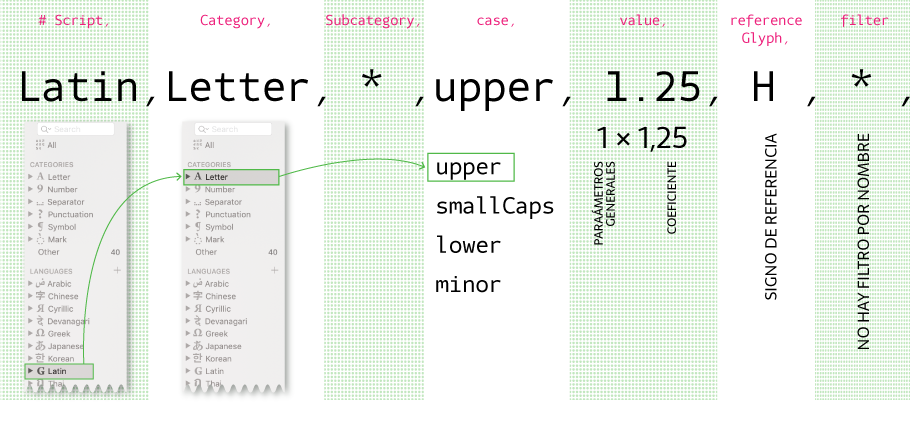 # Script,
Category,
Subcategory,
case,
value,
reference
Glyph,
filter
Latin, Letter, * , upper, 1.25, H , * ,
Search
All
CATEGORIES
Letter
Number
Separator
Punctuation
Symbol
Mark
Other 40
LANGUAGES +
Arabic
Chinese
Cyrillic
Devanagari
Greek
Japanese
Korean
Latin
Thai
Search
All
CATEGORIES
Letter
Number
Separator
Punctuation
Symbol
Mark
Other 40
LANGUAGES +
Arabic
Chinese
Cyrillic
Devanagari
Greek
Japanese
Korean
Latin
Thai
upper
smallCaps
lower
minor
1 × 1,25
PARAÁMETROS
GENERALES
COEFICIENTE
SIGNO DE REFERENCIA
NO HAY FILTRO POR NOMBRE